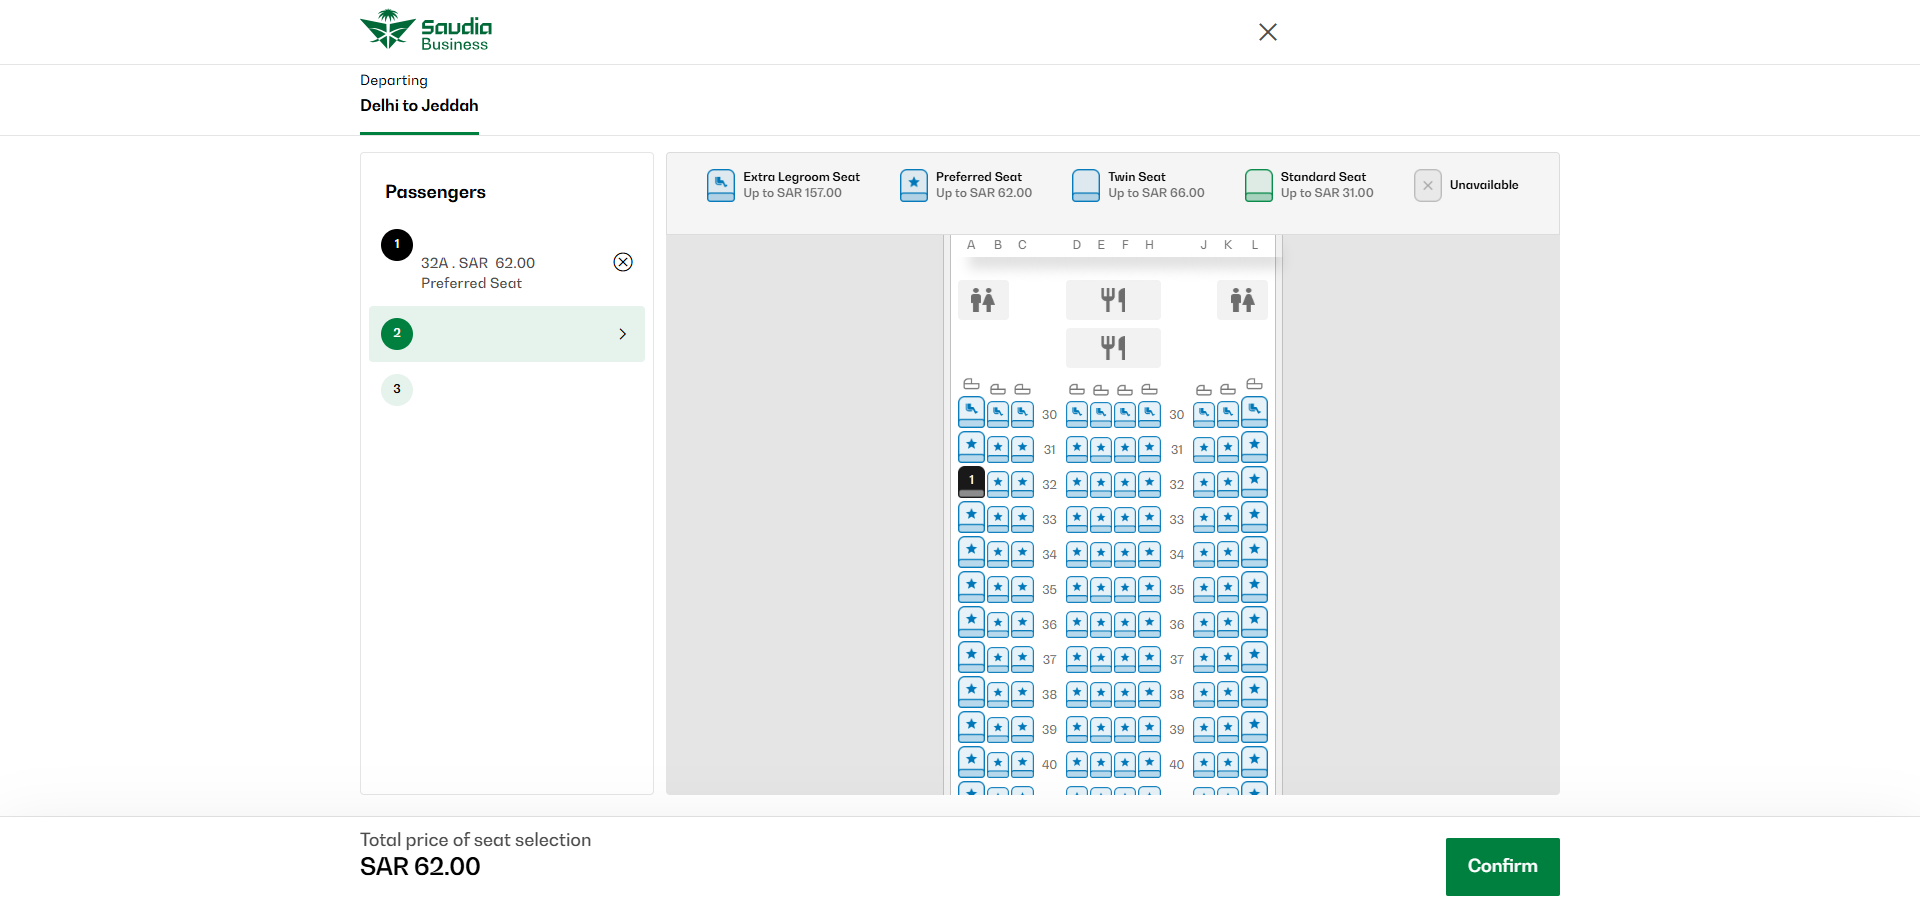 Saudia
Business
Departing
Delhi to Jeddah
Passengers
1
32A . SAR 62.00
Preferred Seat
2
3
Extra Legroom Seat
Up to SAR 157.00
Preferred Seat
Up to SAR 62.00
Twin Seat
Up to SAR 66.00
Standard Seat
Up to SAR 31.00
Unavailable
A B C D E F H J K L
30 30
31 31
1 32 32
33 33
34 34
35 35
36 36
37 37
38 38
39 39
40 40
Total price of seat selection
SAR 62.00
Confirm